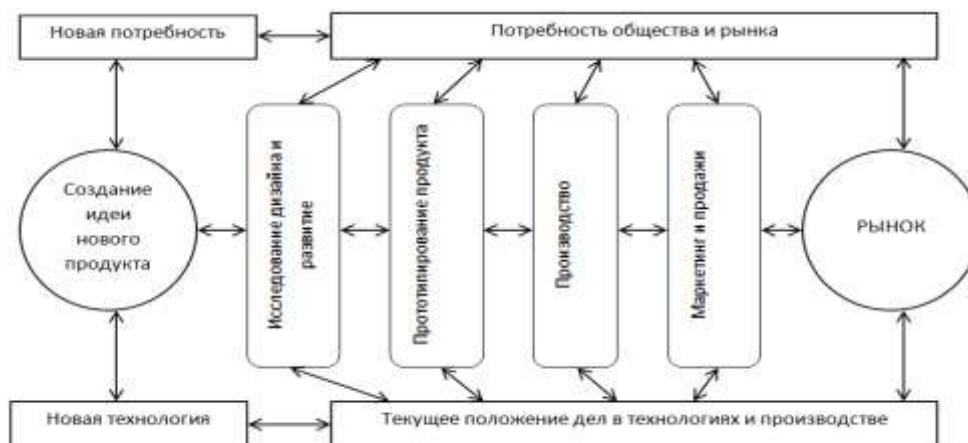 Новая потребность
Потребность общества и рынка
Создание
идеи
нового
продукта
Исследование дизайна и
развитие
Прототипирование продукта
Производство
Маркетинг и продажи
РЫНОК
Новая технология
Текущее положение дел в технологиях и производстве